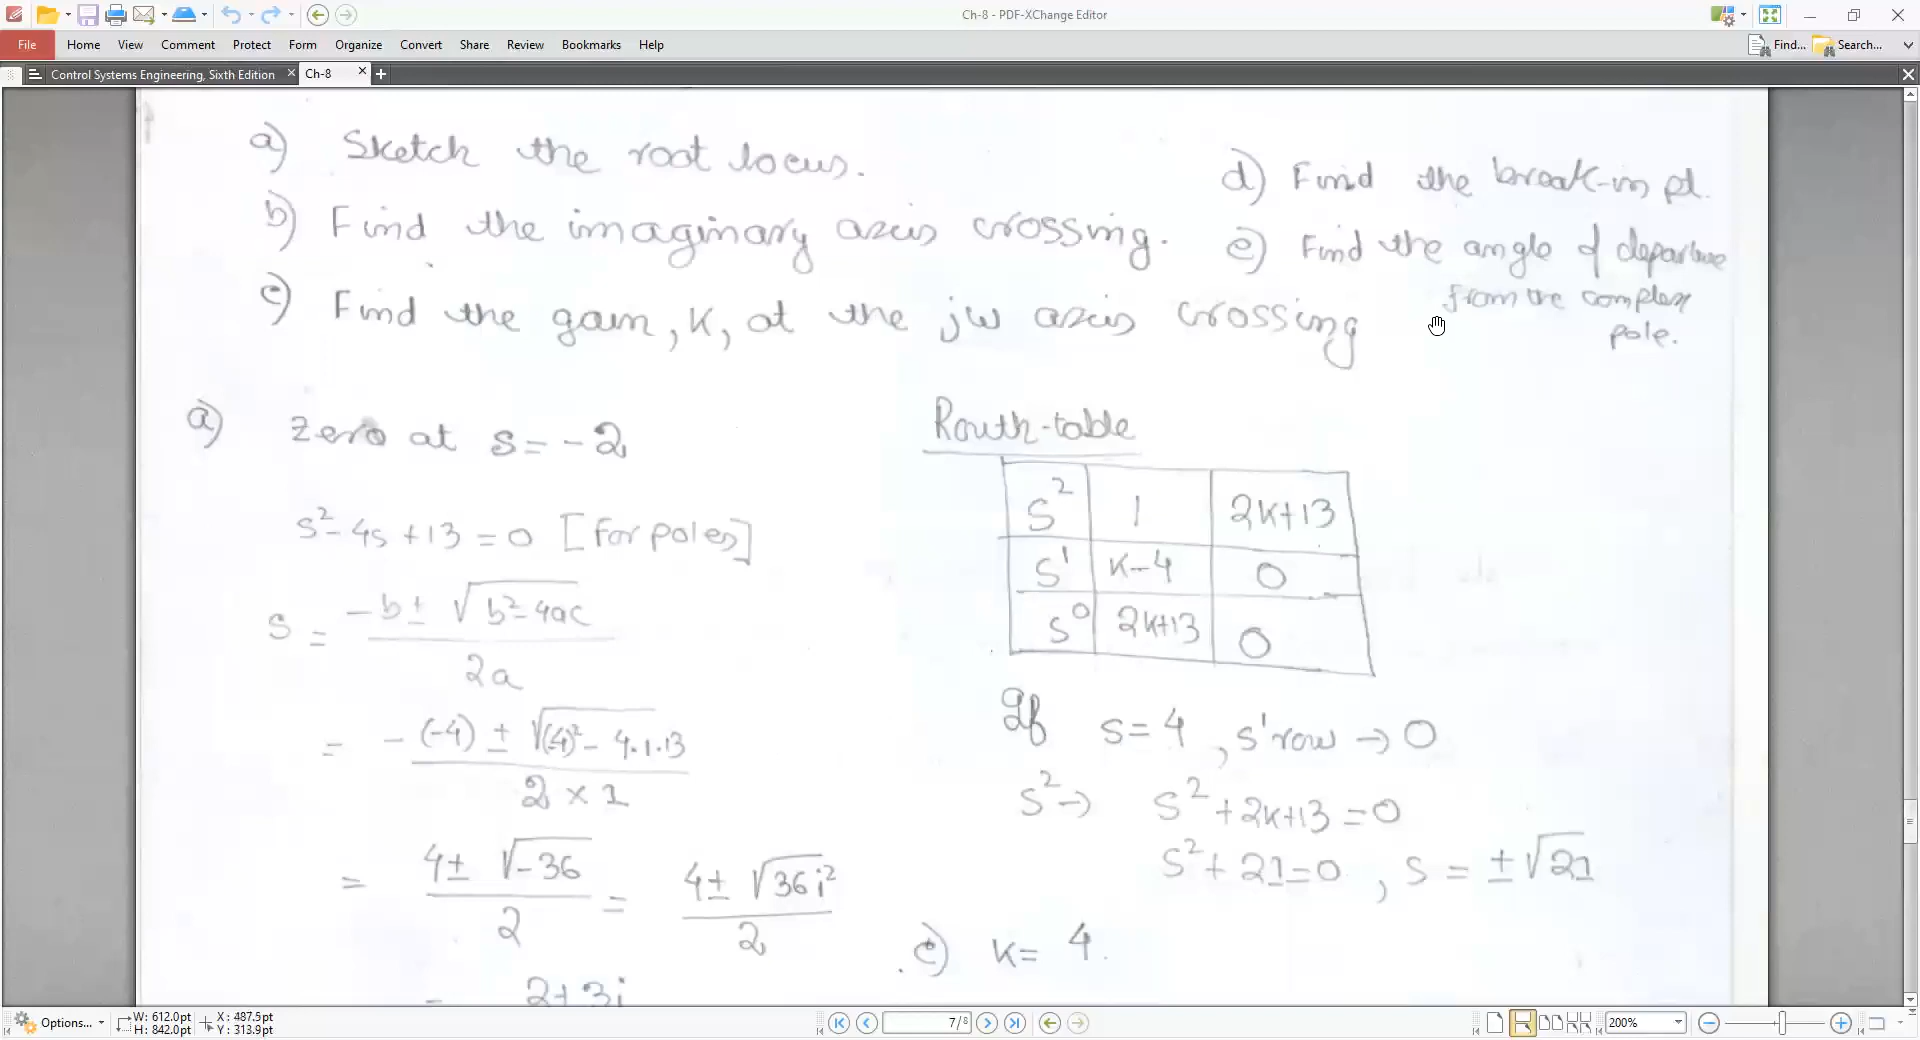 Ch-8 - PDF-XChange Editor
File Home View Comment Protect Form Organize Convert Share Review Bookmarks Help
Find... Search...
Control Systems Engineering, Sixth Edition × Ch-8 × +
a) Sketch the root locus.
b) Find the imaginary axis crossing.
c) Find the gain, K, at the jw axis crossing
d) Find the break-in pt.
e) Find the angle of departure
from the complex
pole.
a) Zero at s = -2
s² - 4s + 13 = 0 [For poles]
s = -b ± √b² - 4ac / 2a
= -(-4) ± √(-4)² - 4.1.13 / 2 × 1
= 4 ± √-36 / 2 = 4 ± √36 i² / 2
= 2 ± 3i
Routh-table
s² 1 2k+13
s¹ k-4 0
s⁰ 2k+13 0
If s = 4, s¹ row → 0
s² → s² + 2k+13 = 0
s² + 21 = 0, s = ± √21
c) K = 4.
Options... W: 612.0pt X: 487.5pt
H: 842.0pt Y: 313.9pt
7/8
200%